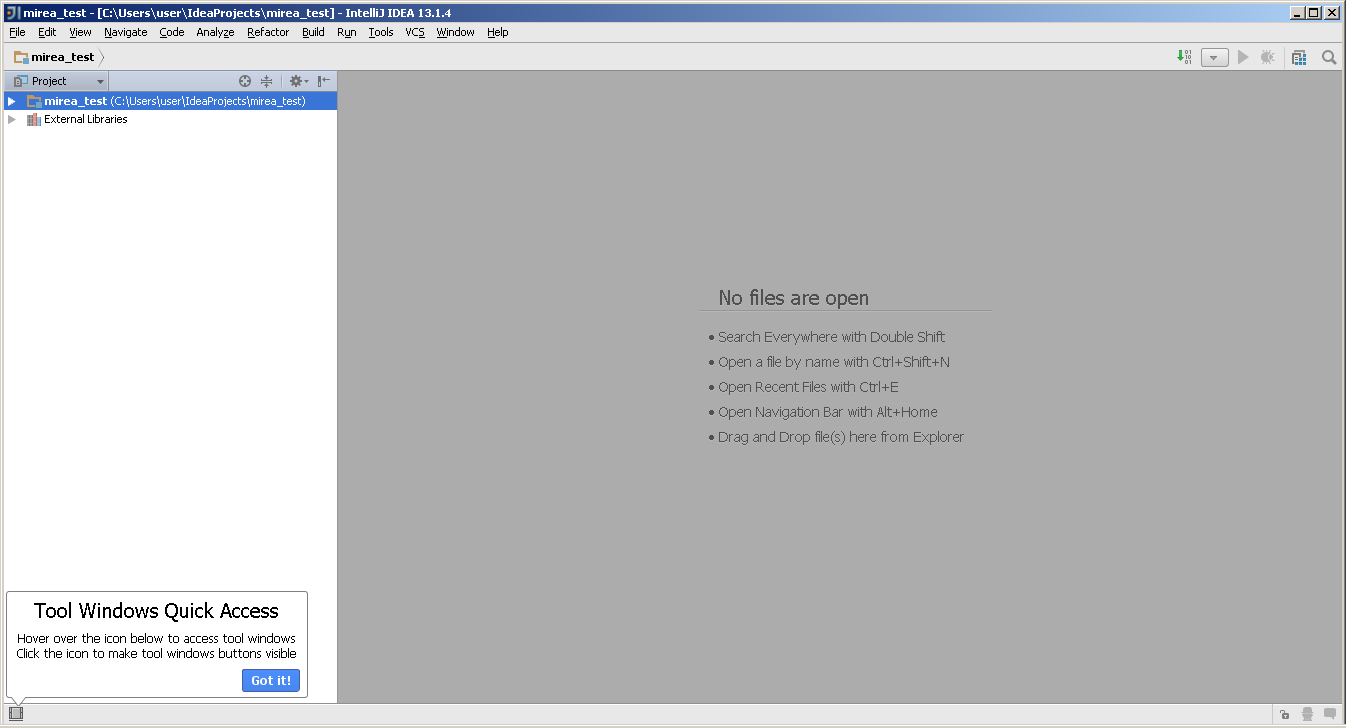 mirea_test - [C:\Users\user\IdeaProjects\mirea_test] - IntelliJ IDEA 13.1.4
File Edit View Navigate Code Analyze Refactor Build Run Tools VCS Window Help
mirea_test
Project
mirea_test (C:\Users\user\IdeaProjects\mirea_test)
External Libraries
No files are open
• Search Everywhere with Double Shift
• Open a file by name with Ctrl+Shift+N
• Open Recent Files with Ctrl+E
• Open Navigation Bar with Alt+Home
• Drag and Drop file(s) here from Explorer
Tool Windows Quick Access
Hover over the icon below to access tool windows
Click the icon to make tool windows buttons visible
Got it!